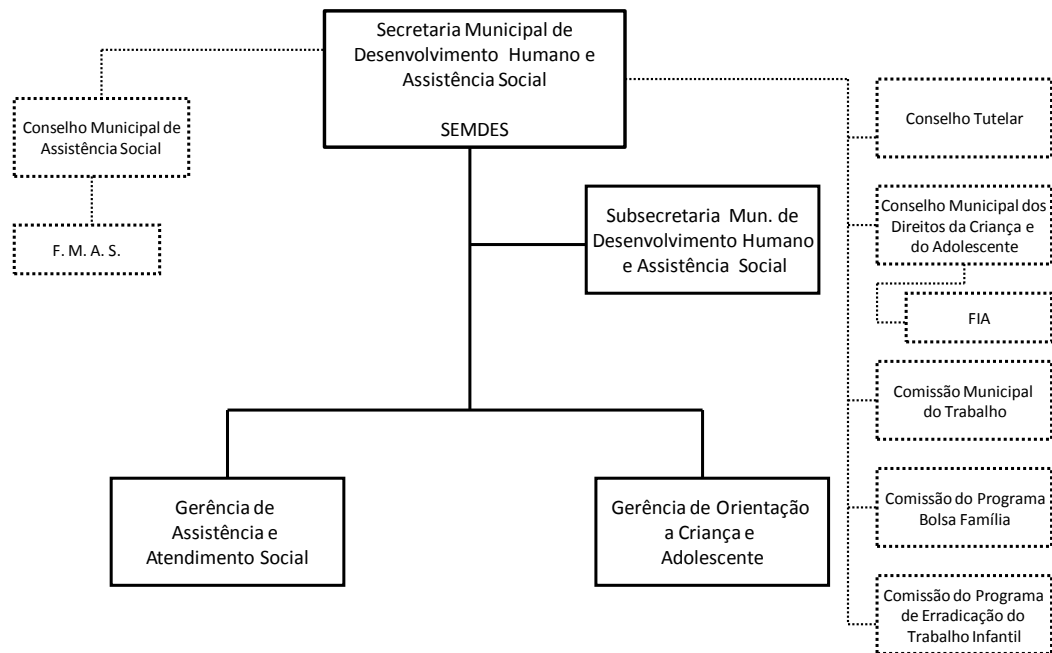 Secretaria Municipal de
Desenvolvimento Humano e
Assistência Social
SEMDES
Conselho Municipal de
Assistência Social
F. M. A. S.
Subsecretaria Mun. de
Desenvolvimento Humano
e Assistência Social
Conselho Tutelar
Conselho Municipal dos
Direitos da Criança e
do Adolescente
FIA
Comissão Municipal
do Trabalho
Comissão do Programa
Bolsa Família
Comissão do Programa
de Erradicação do
Trabalho Infantil
Gerência de
Assistência e
Atendimento Social
Gerência de Orientação
a Criança e
Adolescente